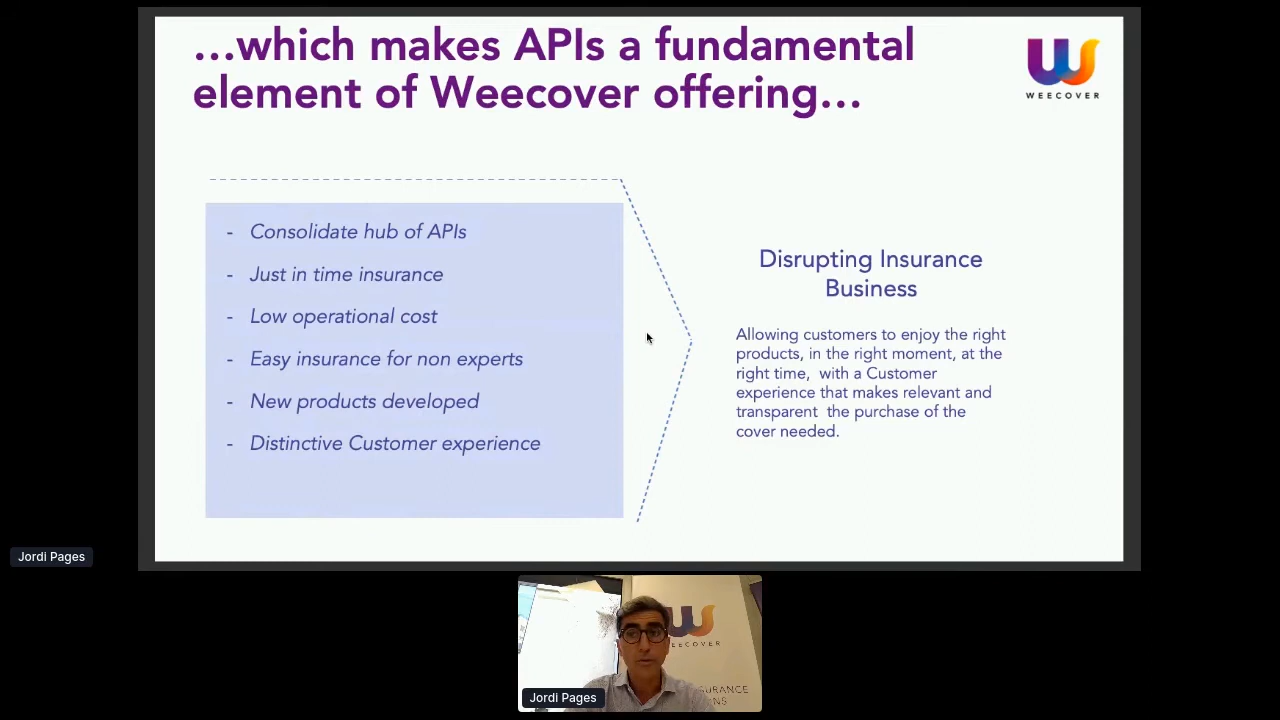 ...which makes APIs a fundamental
element of Weecover offering...
WEECOVER
- Consolidate hub of APIs
- Just in time insurance
- Low operational cost
- Easy insurance for non experts
- New products developed
- Distinctive Customer experience
Disrupting Insurance
Business
Allowing customers to enjoy the right
products, in the right moment, at the
right time, with a Customer
experience that makes relevant and
transparent the purchase of the
cover needed.
Jordi Pages
Jordi Pages